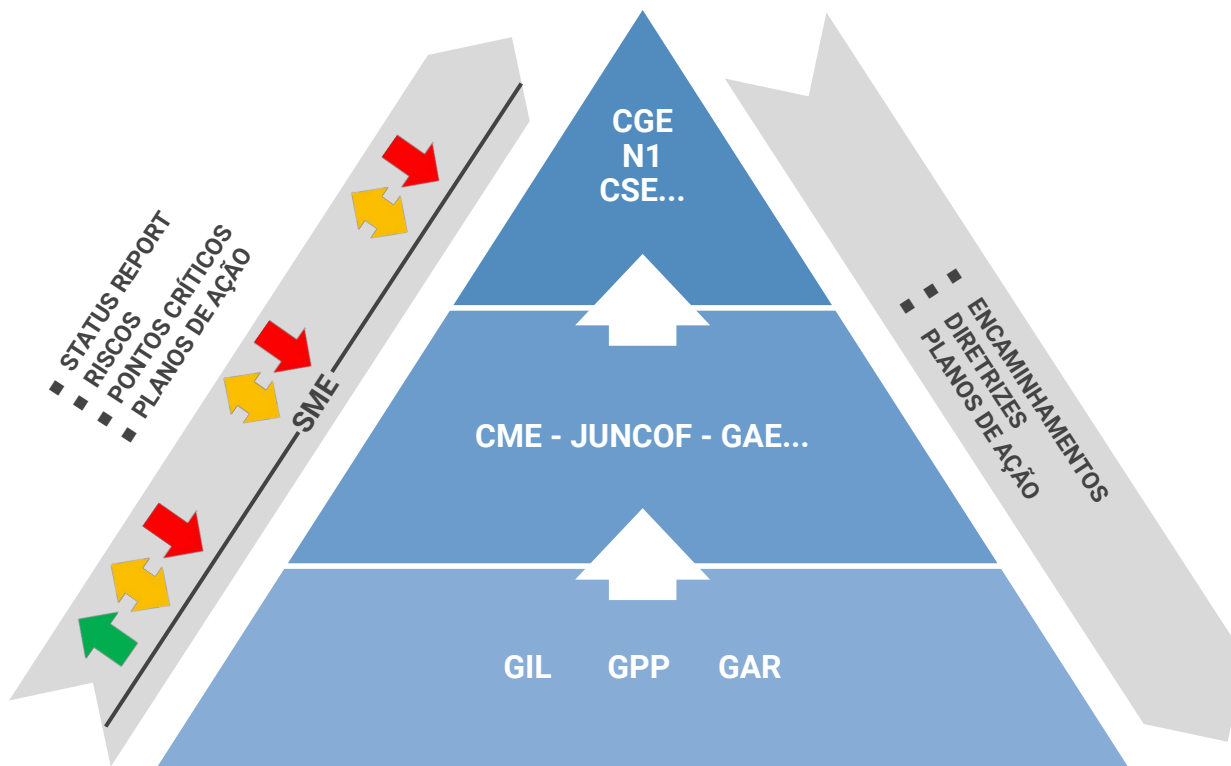 CGE
N1
CSE...
▪ STATUS REPORT
▪ RISCOS
▪ PONTOS CRÍTICOS
▪ PLANOS DE AÇÃO
SME
▪ ENCAMINHAMENTOS
▪ DIRETRIZES
▪ PLANOS DE AÇÃO
CME - JUNCOF - GAE...
GIL GPP GAR